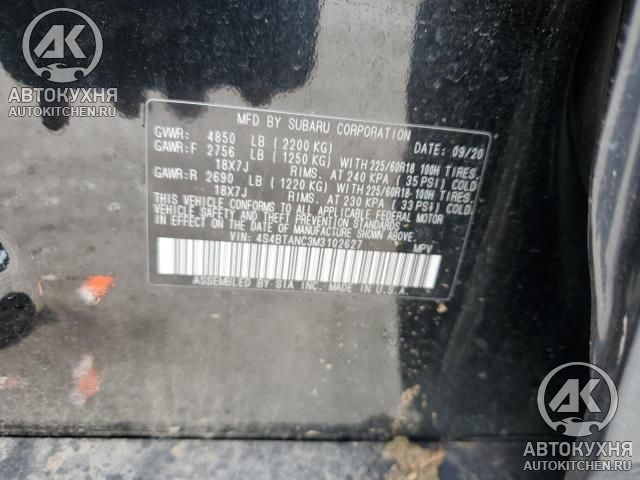 АК
АВТОКУХНЯ
AUTOKITCHEN.RU
MFD BY SUBARU CORPORATION
GVWR: 4850 LB (2200 KG) DATE: 09/20
GAWR:F 2756 LB (1250 KG) WITH 225/60R18 100H TIRES.
18X7J RIMS. AT 240 KPA (35 PSI) COLD
GAWR:R 2690 LB (1220 KG) WITH 225/60R18 100H TIRES.
18X7J RIMS. AT 230 KPA (33 PSI) COLD
THIS VEHICLE CONFORMS TO ALL APPLICABLE FEDERAL MOTOR
VEHICLE SAFETY AND THEFT PREVENTION STANDARDS
IN EFFECT ON THE DATE OF MANUFACTURE SHOWN ABOVE.
VIN: 4S4BTANC3M3102627 MPV
ASSEMBLED BY SIA INC. MADE IN U.S.A.
АК
АВТОКУХНЯ
AUTOKITCHEN.RU